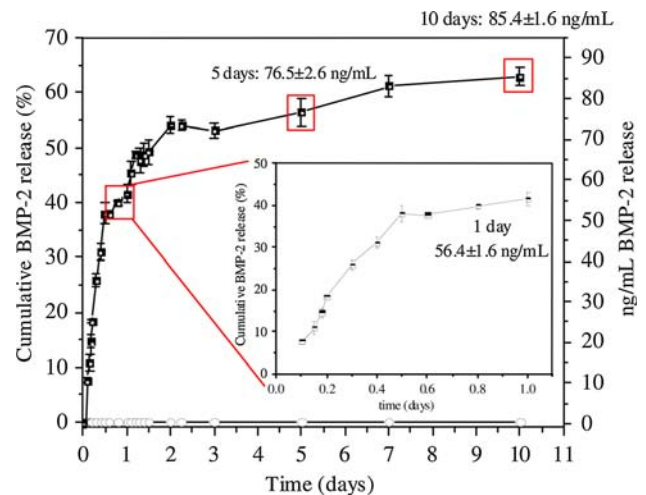 10 days: 85.4±1.6 ng/mL
5 days: 76.5±2.6 ng/mL
Cumulative BMP-2 release (%)
70
60
50
40
30
20
10
0
ng/mL BMP-2 release
95
90
80
70
60
50
40
30
20
10
0
Cumulative BMP-2 release (%)
50
40
30
20
10
0
1 day
56.4±1.6 ng/mL
0.0 0.2 0.4 0.6 0.8 1.0
time (days)
0 1 2 3 4 5 6 7 8 9 10 11
Time (days)